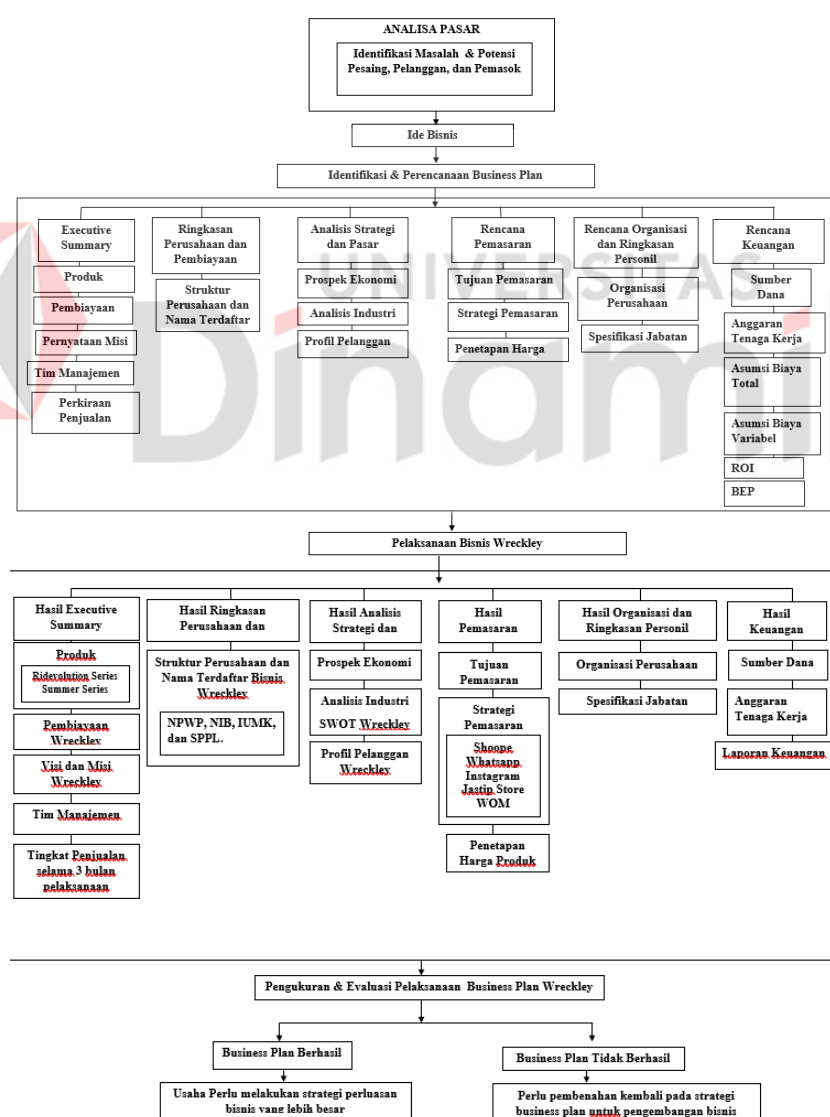 ANALISA PASAR
Identifikasi Masalah & Potensi
Pesaing, Pelanggan, dan Pemasok
Ide Bisnis
Identifikasi & Perencanaan Business Plan
Executive
Summary
Produk
Pembiayaan
Pernyataan Misi
Tim Manajemen
Perkiraan
Penjualan
Ringkasan
Perusahaan dan
Pembiayaan
Struktur
Perusahaan dan
Nama Terdaftar
Analisis Strategi
dan Pasar
Prospek Ekonomi
Analisis Industri
Profil Pelanggan
Rencana
Pemasaran
Tujuan Pemasaran
Strategi Pemasaran
Penetapan Harga
Rencana Organisasi
dan Ringkasan
Personil
Organisasi
Perusahaan
Spesifikasi Jabatan
Rencana
Keuangan
Sumber
Dana
Anggaran
Tenaga Kerja
Asumsi Biaya
Total
Asumsi Biaya
Variabel
ROI
BEP
UNIVERSITAS
Dinami
Pelaksanaan Bisnis Wreckley
Hasil Executive
Summary
Produk
Ridevolution Series
Summer Series
Pembiayaan
Wreckley
Visi dan Misi
Wreckley
Tim Manajemen
Tingkat Penjualan
selama 3 bulan
pelaksanaan
Hasil Ringkasan
Perusahaan dan
Struktur Perusahaan dan
Nama Terdaftar Bisnis
Wreckley
NPWP, NIB, IUMK,
dan SPPL.
Hasil Analisis
Strategi dan
Prospek Ekonomi
Analisis Industri
SWOT Wreckley
Profil Pelanggan
Wreckley
Hasil
Pemasaran
Tujuan
Pemasaran
Strategi
Pemasaran
Shoope
Whatsapp
Instagram
Jastip Store
WOM
Penetapan
Harga Produk
Hasil Organisasi dan
Ringkasan Personil
Organisasi Perusahaan
Spesifikasi Jabatan
Hasil
Keuangan
Sumber Dana
Anggaran
Tenaga Kerja
Laporan Keuangan
Pengukuran & Evaluasi Pelaksanaan Business Plan Wreckley
Business Plan Berhasil
Usaha Perlu melakukan strategi perluasan
bisnis yang lebih besar
Business Plan Tidak Berhasil
Perlu pembenahan kembali pada strategi
business plan untuk pengembangan bisnis